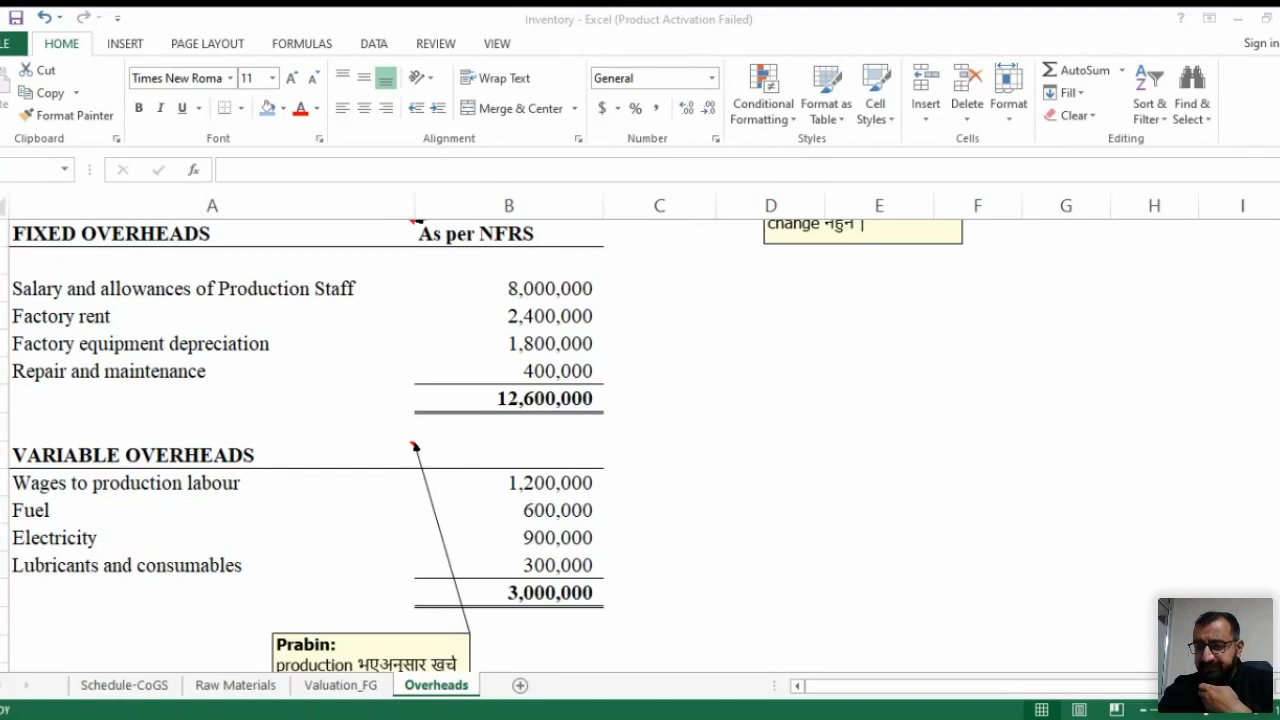 Inventory - Excel (Product Activation Failed)
HOME INSERT PAGE LAYOUT FORMULAS DATA REVIEW VIEW Sign in
Cut
Copy
Format Painter
Clipboard
Times New Roma 11
B I U A
Font
Wrap Text
Merge & Center
Alignment
General
$ % ,
Number
Conditional Formatting
Format as Table
Cell Styles
Styles
Insert Delete Format
Cells
AutoSum
Fill
Clear
Sort & Filter
Find & Select
Editing
fx
A B C D E F G H I
change नहुने |
FIXED OVERHEADS As per NFRS
Salary and allowances of Production Staff 8,000,000
Factory rent 2,400,000
Factory equipment depreciation 1,800,000
Repair and maintenance 400,000
12,600,000
VARIABLE OVERHEADS
Wages to production labour 1,200,000
Fuel 600,000
Electricity 900,000
Lubricants and consumables 300,000
3,000,000
Prabin:
production भएअनुसार खर्च
Schedule-CoGS Raw Materials Valuation_FG Overheads